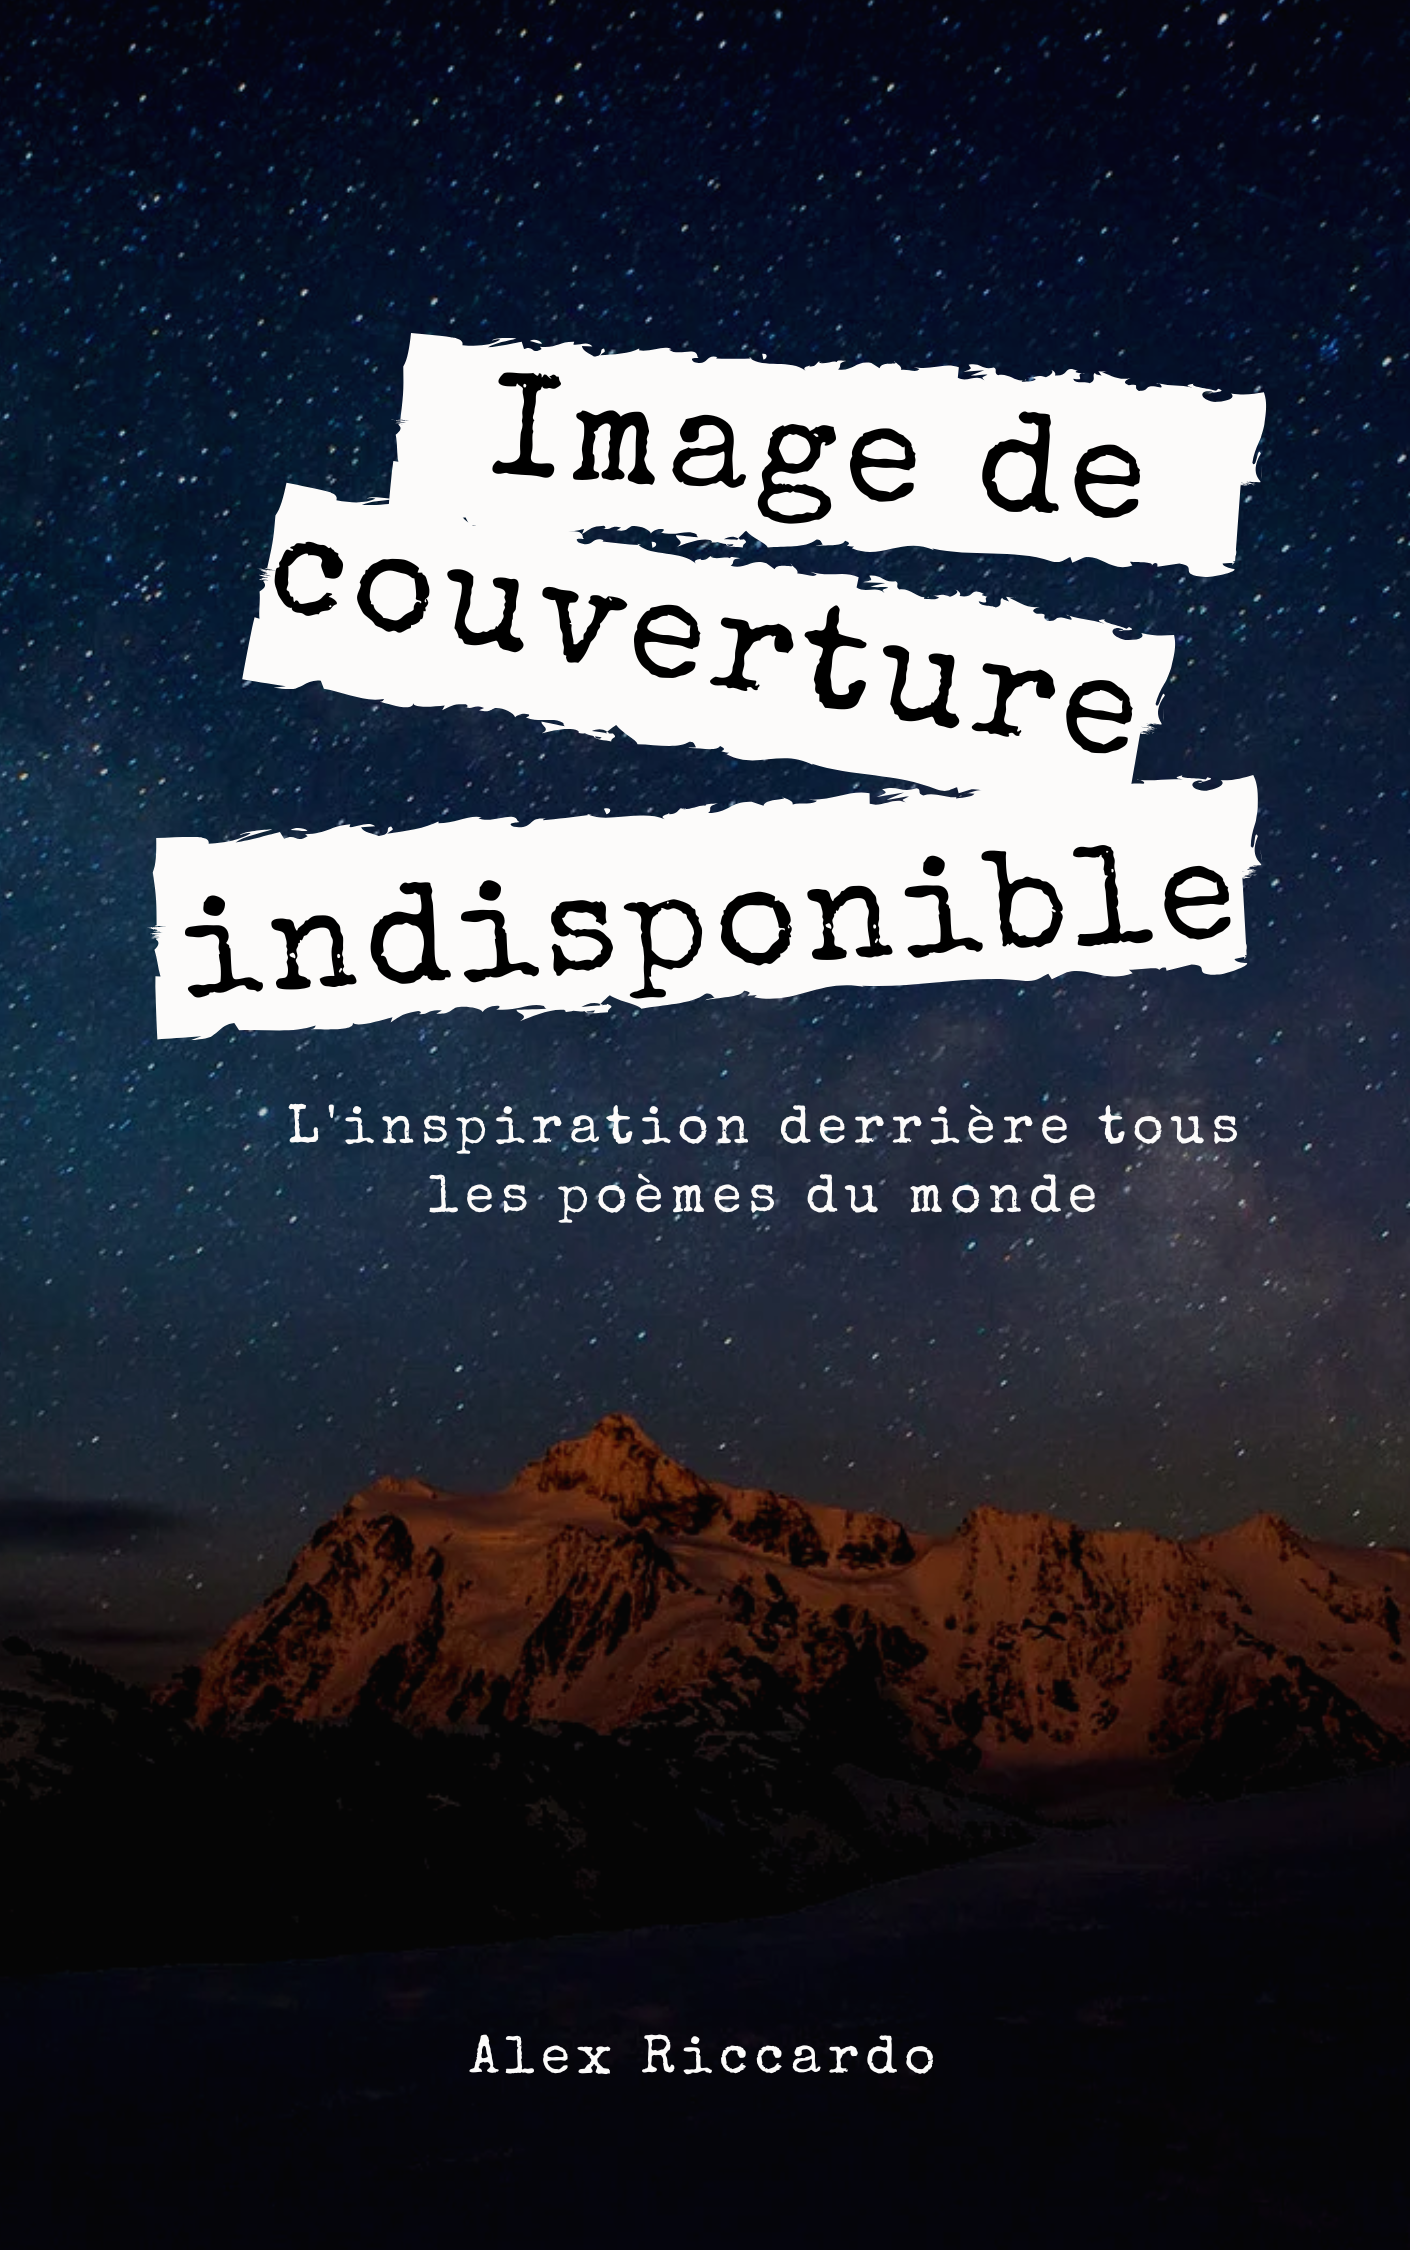 Image de
couverture
indisponible
L'inspiration derrière tous
les poèmes du monde
Alex Riccardo